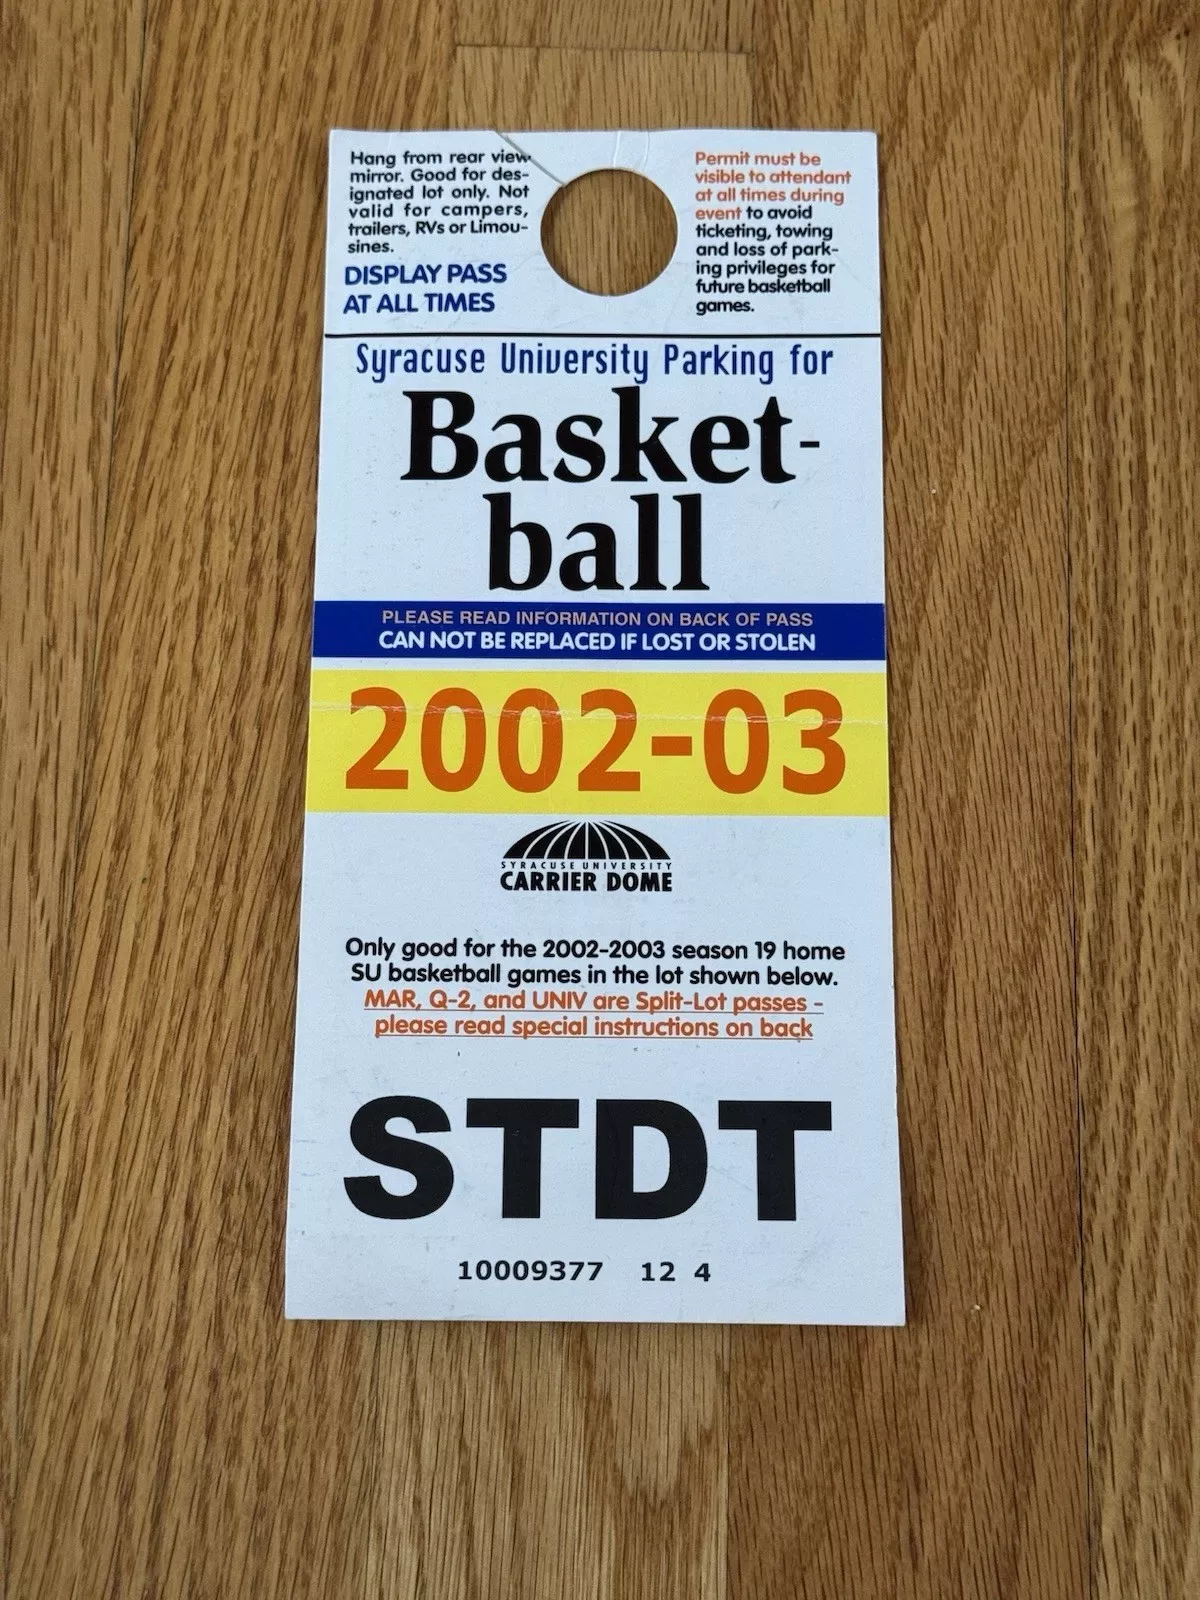 Hang from rear view
mirror. Good for des-
ignated lot only. Not
valid for campers,
trailers, RVs or Limou-
sines.
DISPLAY PASS
AT ALL TIMES
Permit must be
visible to attendant
at all times during
event to avoid
ticketing, towing
and loss of park-
ing privileges for
future basketball
games.
Syracuse University Parking for
Basket-
ball
PLEASE READ INFORMATION ON BACK OF PASS
CAN NOT BE REPLACED IF LOST OR STOLEN
2002-03
SYRACUSE UNIVERSITY
CARRIER DOME
Only good for the 2002-2003 season 19 home
SU basketball games in the lot shown below.
MAR, Q-2, and UNIV are Split-Lot passes -
please read special instructions on back
STDT
10009377 12 4